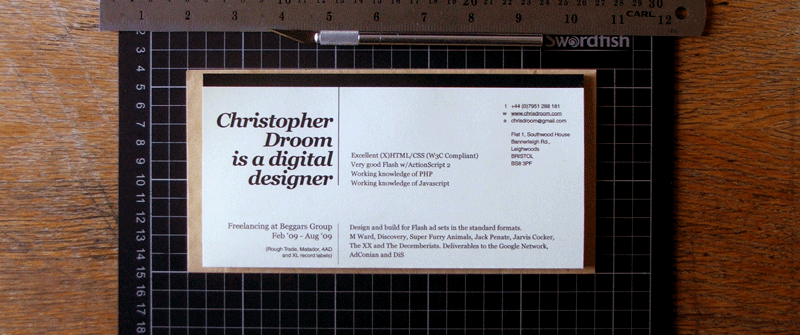 28 29 30
1 2 3 4 5 6 7 8 9 10 11 12
CARL
Swordfish
Christopher
Droom
is a digital
designer
t +44 (0)7951 288 181
w www.chrisdroom.com
e chrisdroom@gmail.com
Flat 1, Southwood House
Bannerleigh Rd.,
Leighwoods
BRISTOL
BS8 3PF
Excellent (X)HTML/CSS (W3C Compliant)
Very good Flash w/ActionScript 2
Working knowledge of PHP
Working knowledge of Javascript
Freelancing at Beggars Group
Feb '09 - Aug '09
(Rough Trade, Matador, 4AD
and XL record labels)
Design and build for Flash ad sets in the standard formats.
M Ward, Discovery, Super Furry Animals, Jack Penate, Jarvis Cocker,
The XX and The Decemberists. Deliverables to the Google Network,
AdConian and DiS
2
3
4
5
6
7
8
9
10
11
12
13
14
15
16
17
18